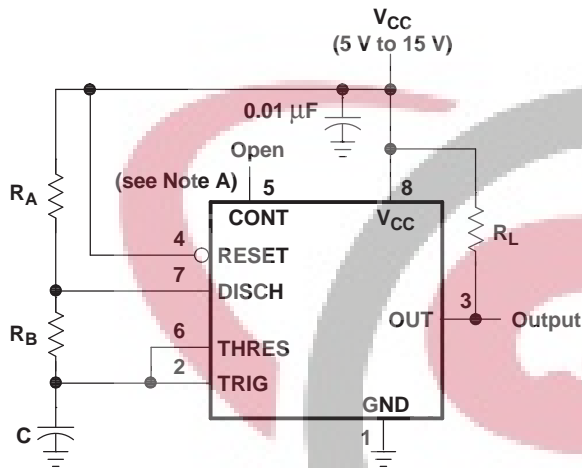 VCC
(5 V to 15 V)
0.01 μF
Open
(see Note A)
5
8
RA
CONT
VCC
RL
4
RESET
7
DISCH
3
RB
OUT
Output
6
THRES
2
TRIG
GND
C
1